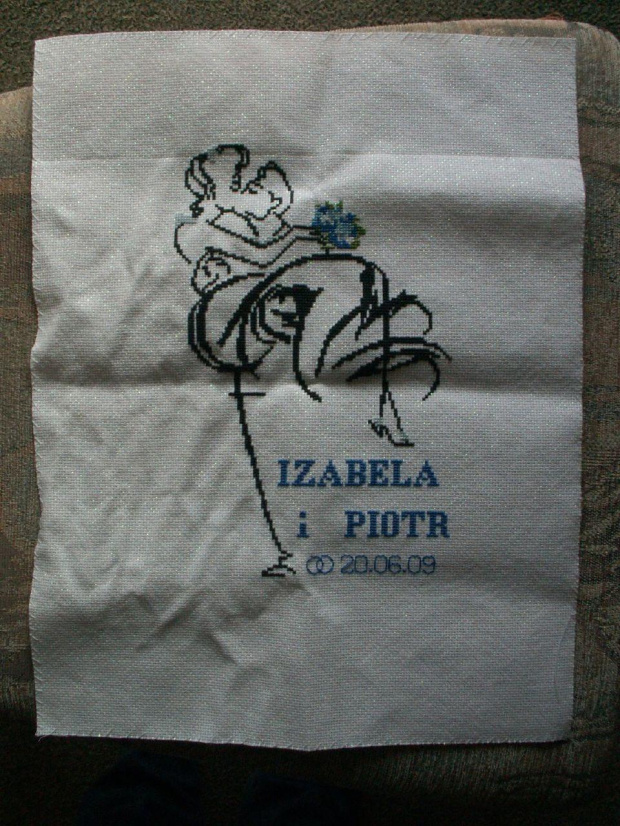 IZABELA
i PIOTR
20.06.09